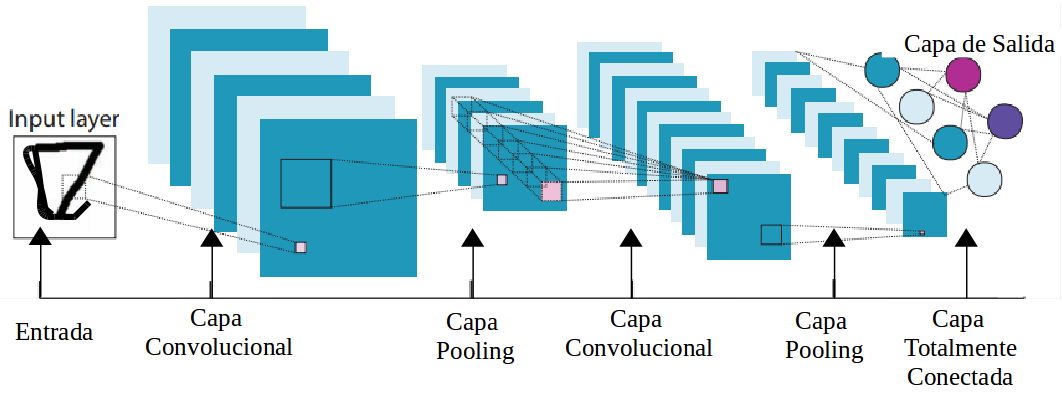 Capa de Salida
Input layer
Entrada
Capa
Convolucional
Capa
Pooling
Capa
Convolucional
Capa
Pooling
Capa
Totalmente
Conectada